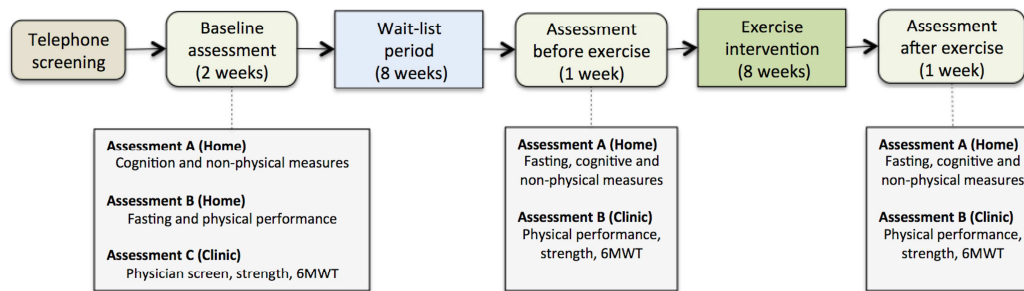 Telephone
screening
Baseline
assessment
(2 weeks)
Wait-list
period
(8 weeks)
Assessment
before exercise
(1 week)
Exercise
intervention
(8 weeks)
Assessment
after exercise
(1 week)
Assessment A (Home)
Cognition and non-physical measures
Assessment B (Home)
Fasting and physical performance
Assessment C (Clinic)
Physician screen, strength, 6MWT
Assessment A (Home)
Fasting, cognitive and
non-physical measures
Assessment B (Clinic)
Physical performance,
strength, 6MWT
Assessment A (Home)
Fasting, cognitive and
non-physical measures
Assessment B (Clinic)
Physical performance,
strength, 6MWT